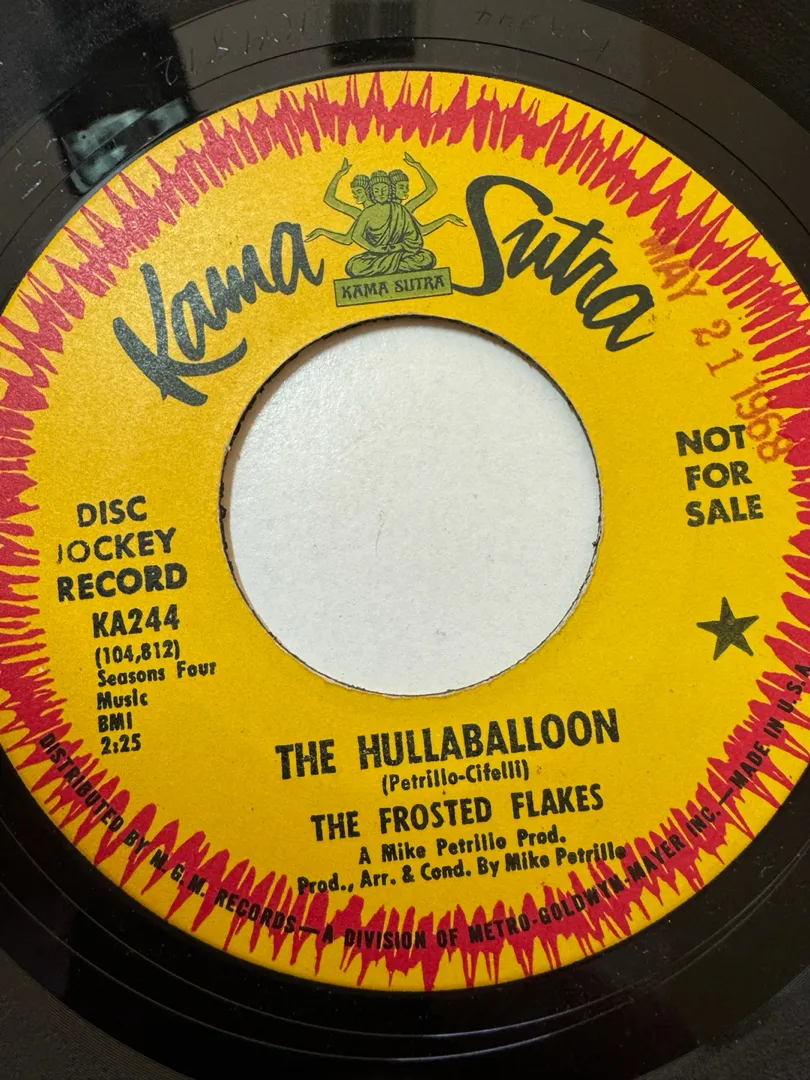 Kama Sutra
KAMA SUTRA
MAY 21 1968
NOT
FOR
SALE
DISC
JOCKEY
RECORD
KA244
(104,812)
Seasons Four
Music
BMI
2:25
THE HULLABALLOON
(Petrillo-Cifelli)
THE FROSTED FLAKES
A Mike Petrillo Prod.
Prod., Arr. & Cond. By Mike Petrillo
DISTRIBUTED BY M. G. M. RECORDS—A DIVISION OF METRO-GOLDWYN-MAYER INC.—MADE IN U.S.A.